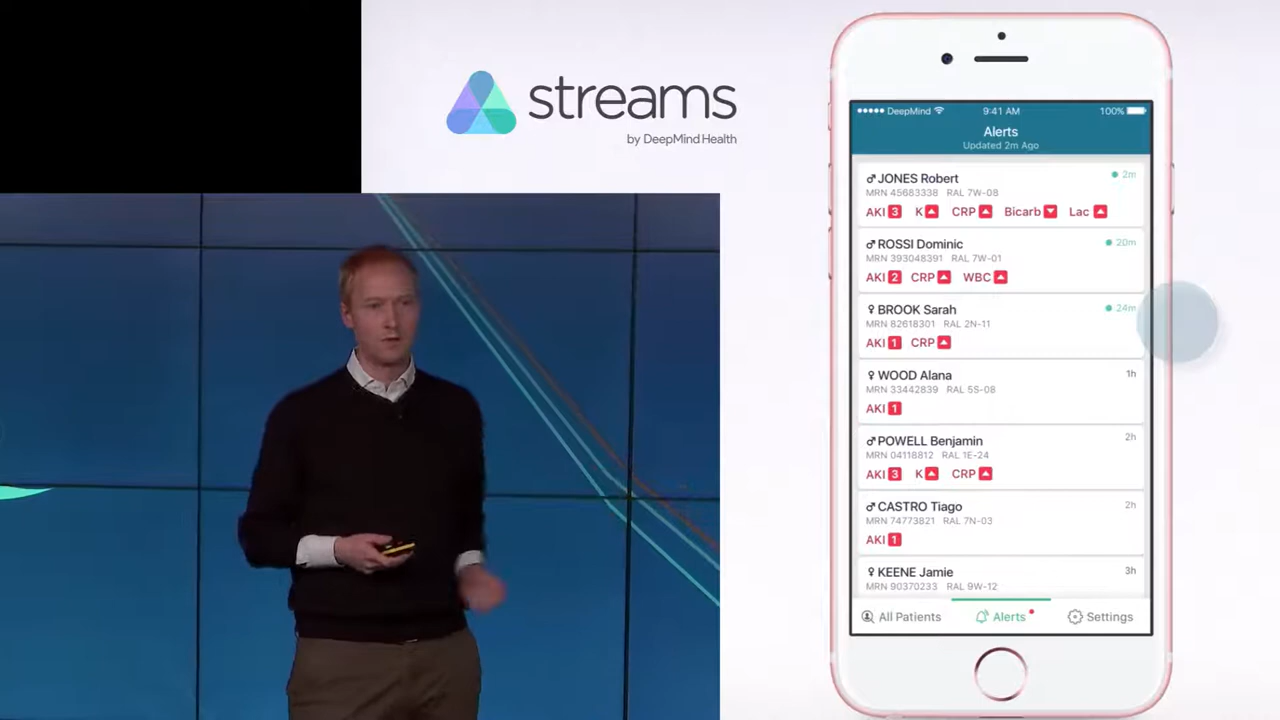 streams
by DeepMind Health
DeepMind 9:41 AM 100%
Alerts
Updated 2m Ago
♂ JONES Robert 2m
MRN 45683338 RAL 7W-08
AKI 3 K CRP Bicarb Lac
♂ ROSSI Dominic 20m
MRN 393048391 RAL 7W-01
AKI 2 CRP WBC
♀ BROOK Sarah 24m
MRN 82618301 RAL 2N-11
AKI 1 CRP
♀ WOOD Alana 1h
MRN 33442839 RAL 5S-08
AKI 1
♂ POWELL Benjamin 2h
MRN 04118812 RAL 1E-24
AKI 3 K CRP
♂ CASTRO Tiago 2h
MRN 74773821 RAL 7N-03
AKI 1
♀ KEENE Jamie 3h
MRN 90370233 RAL 9W-12
All Patients Alerts Settings